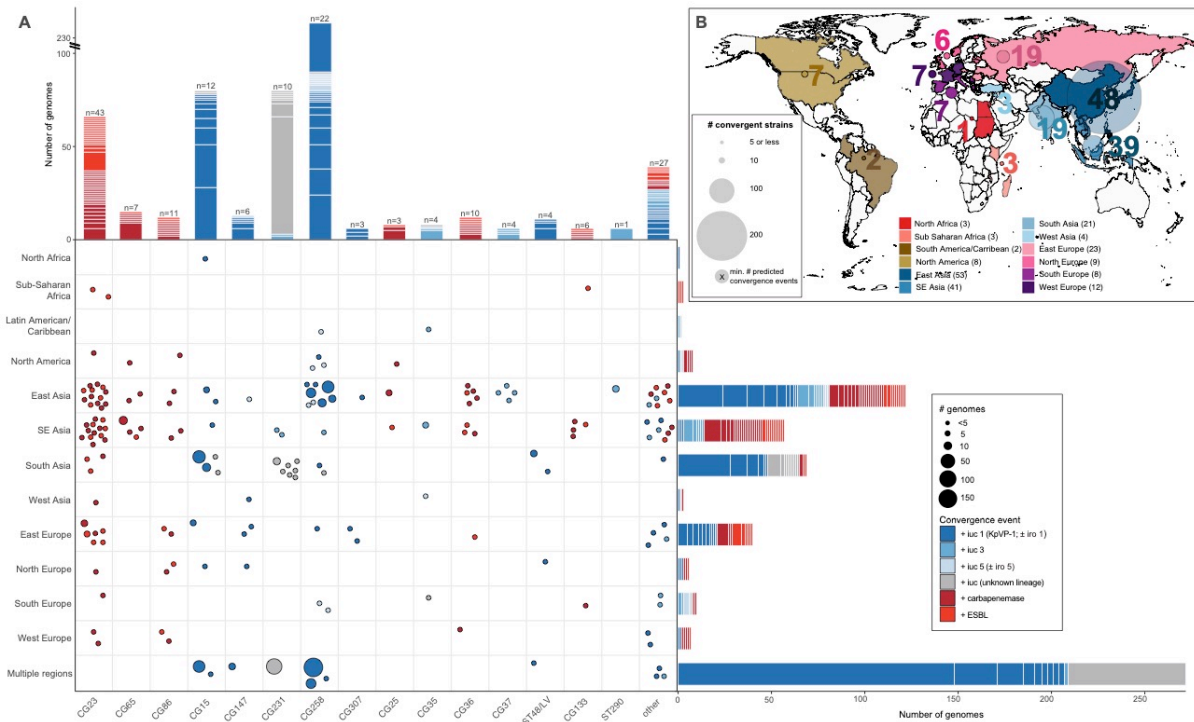 A
Number of genomes
230
100
50
0
n=43
n=7
n=11
n=12
n=6
n=10
n=22
n=3
n=3
n=4
n=10
n=4
n=11
n=6
n=1
n=27
B
7
2
6
7
7
1
3
3
19
19
48
39
# convergent strains
5 or less
10
100
200
x
min. # predicted
convergence events
North Africa (3)
Sub Saharan Africa (3)
South America/Carribean (2)
North America (8)
East Asia (53)
SE Asia (41)
South Asia (21)
West Asia (4)
East Europe (23)
North Europe (9)
South Europe (8)
West Europe (12)
North Africa
Sub-Saharan
Africa
Latin American/
Caribbean
North America
East Asia
SE Asia
South Asia
West Asia
East Europe
North Europe
South Europe
West Europe
Multiple regions
CG23
CG65
CG86
CG15
CG147
CG231
CG258
CG307
CG25
CG35
CG36
CG37
ST48/LV
CG133
ST290
other
# genomes
<5
5
10
50
100
150
Convergence event
+ iuc 1 (KpVP-1; ± iro 1)
+ iuc 3
+ iuc 5 (± iro 5)
+ iuc (unknown lineage)
+ carbapenemase
+ ESBL
0
50
100
150
200
250
Number of genomes